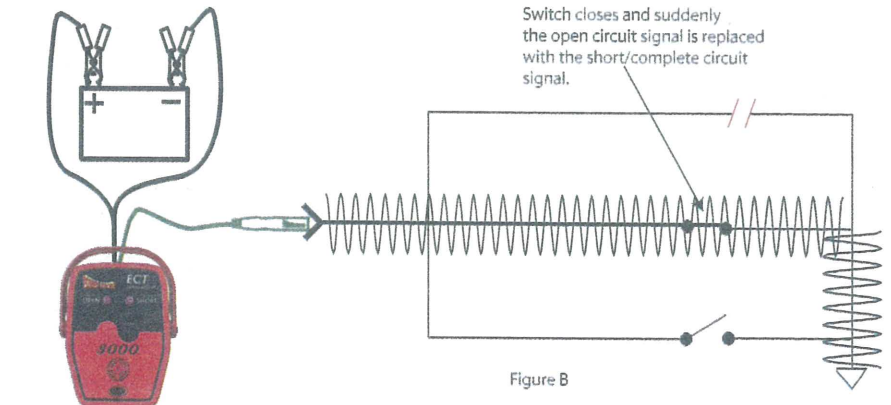 Switch closes and suddenly
the open circuit signal is replaced
with the short/complete circuit
signal.
+ −
ECT
OPEN SHORT
3000
Figure B